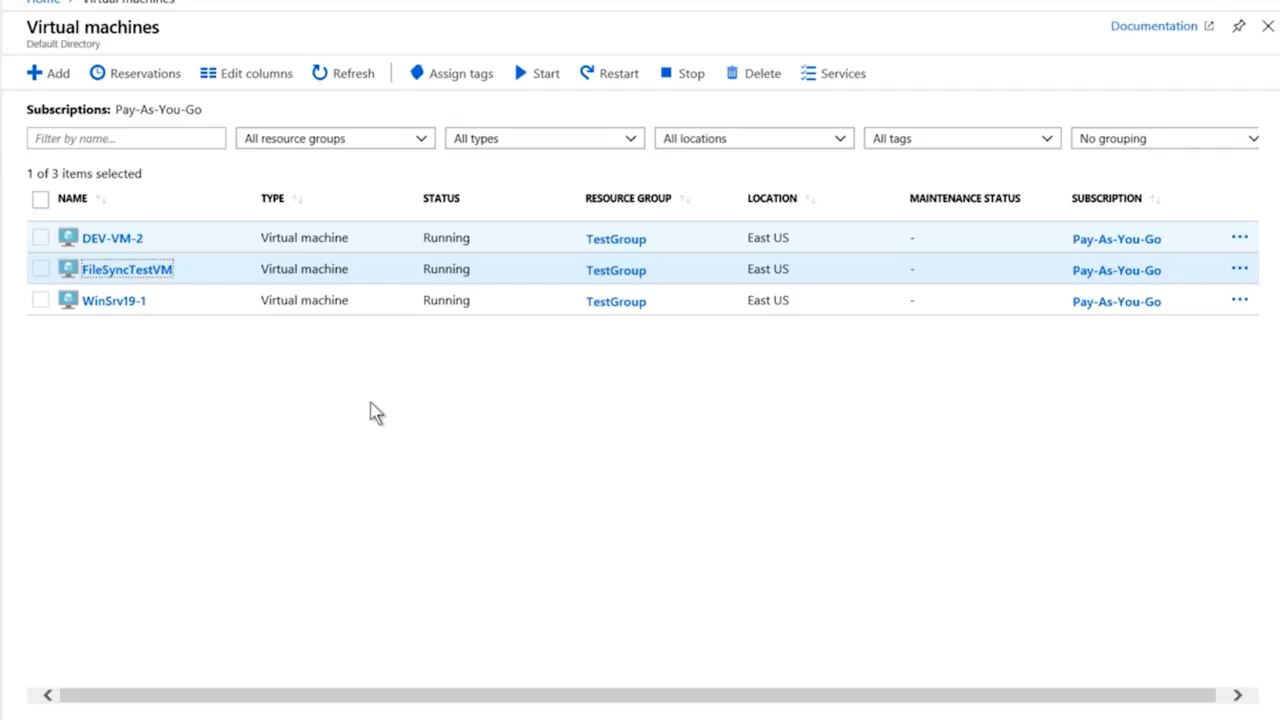 Home > Virtual machines
Virtual machines
Documentation
Default Directory
Add Reservations Edit columns Refresh Assign tags Start Restart Stop Delete Services
Subscriptions: Pay-As-You-Go
Filter by name... All resource groups All types All locations All tags No grouping
1 of 3 items selected
NAME TYPE STATUS RESOURCE GROUP LOCATION MAINTENANCE STATUS SUBSCRIPTION
DEV-VM-2 Virtual machine Running TestGroup East US - Pay-As-You-Go ...
FileSyncTestVM Virtual machine Running TestGroup East US - Pay-As-You-Go ...
WinSrv19-1 Virtual machine Running TestGroup East US - Pay-As-You-Go ...